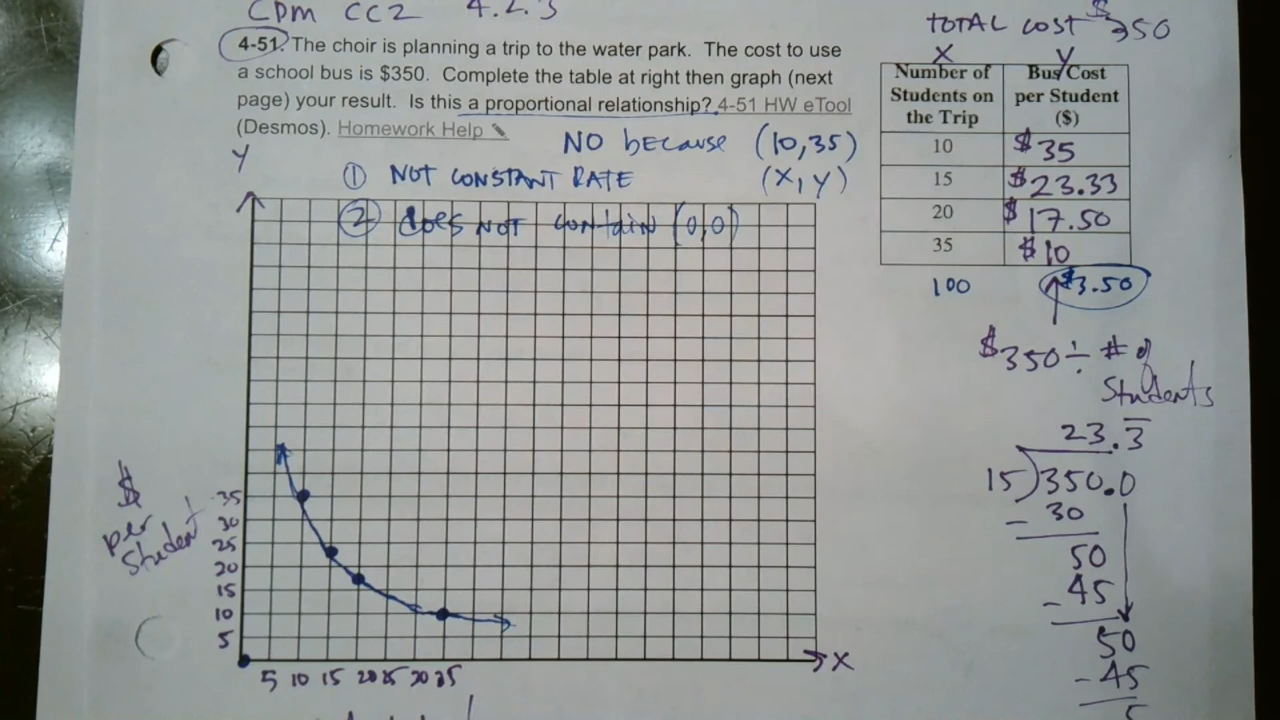 CPM CC2 4.2.3
4-51. The choir is planning a trip to the water park. The cost to use
a school bus is $350. Complete the table at right then graph (next
page) your result. Is this a proportional relationship? 4-51 HW eTool
(Desmos). Homework Help
NO because (10,35)
(x,y)
① NOT CONSTANT RATE
② does NOT contain (0,0)
TOTAL COST $350
X Y
Number of Students on the Trip Bus Cost per Student ($)
10 $35
15 $23.33
20 $17.50
35 $10
100 $3.50
$350÷ # of
Students
23.3̅
15)350.0
- 30
50
- 45
50
- 45
5
Y
$
per
Student
35
30
25
20
15
10
5
5 10 15 20 25 30 35
X